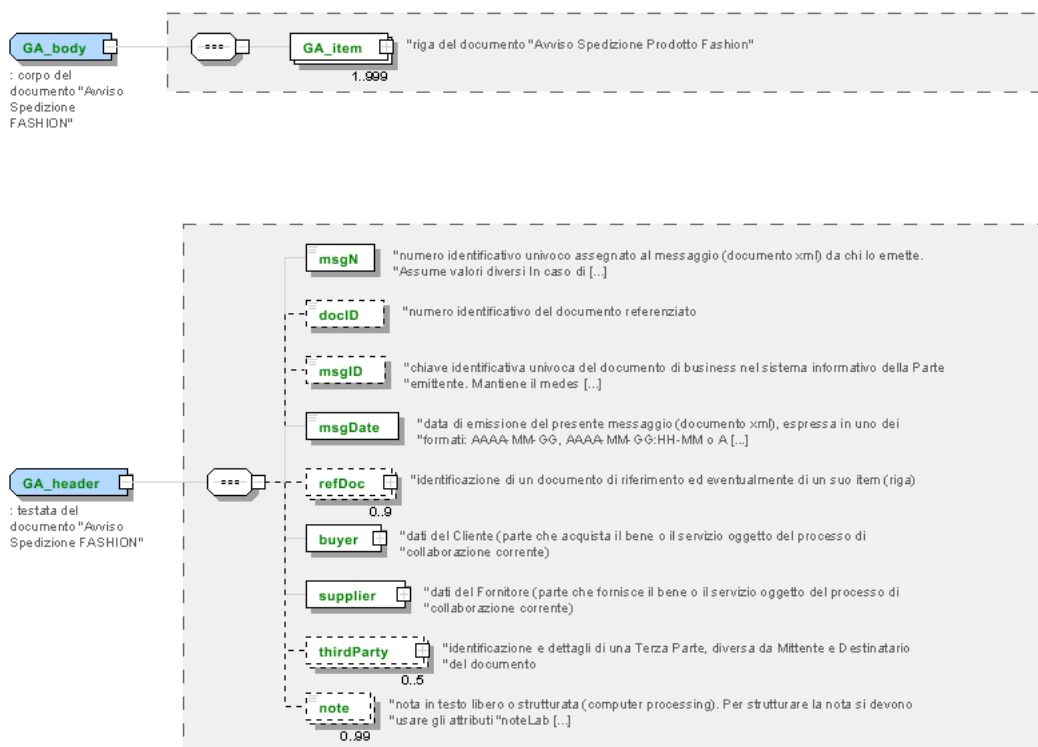 GA_body
: corpo del
documento "Avviso
Spedizione
FASHION"
GA_item
1..999
"riga del documento "Avviso Spedizione Prodotto Fashion"
GA_header
: testata del
documento "Avviso
Spedizione FASHION"
msgN
"numero identificativo univoco assegnato al messaggio (documento xml) da chi lo emette.
"Assume valori diversi In caso di [...]
docID
"numero identificativo del documento referenziato
msgID
"chiave identificativa univoca del documento di business nel sistema informativo della Parte
"emittente. Mantiene il medes [...]
msgDate
"data di emissione del presente messaggio (documento xml), espressa in uno dei
"formati: AAAA-MM-GG, AAAA-MM-GG:HH-MM o A [...]
refDoc
0..9
"identificazione di un documento di riferimento ed eventualmente di un suo item (riga)
buyer
"dati del Cliente (parte che acquista il bene o il servizio oggetto del processo di
"collaborazione corrente)
supplier
"dati del Fornitore (parte che fornisce il bene o il servizio oggetto del processo di
"collaborazione corrente)
thirdParty
0..5
"identificazione e dettagli di una Terza Parte, diversa da Mittente e Destinatario
"del documento
note
0..99
"nota in testo libero o strutturata (computer processing). Per strutturare la nota si devono
"usare gli attributi "noteLab [...]